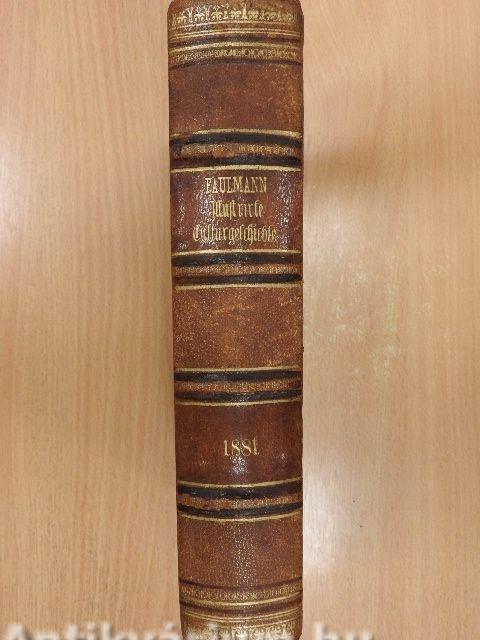 FAULMANN
Illustrirte
Culturgeschichte
1881